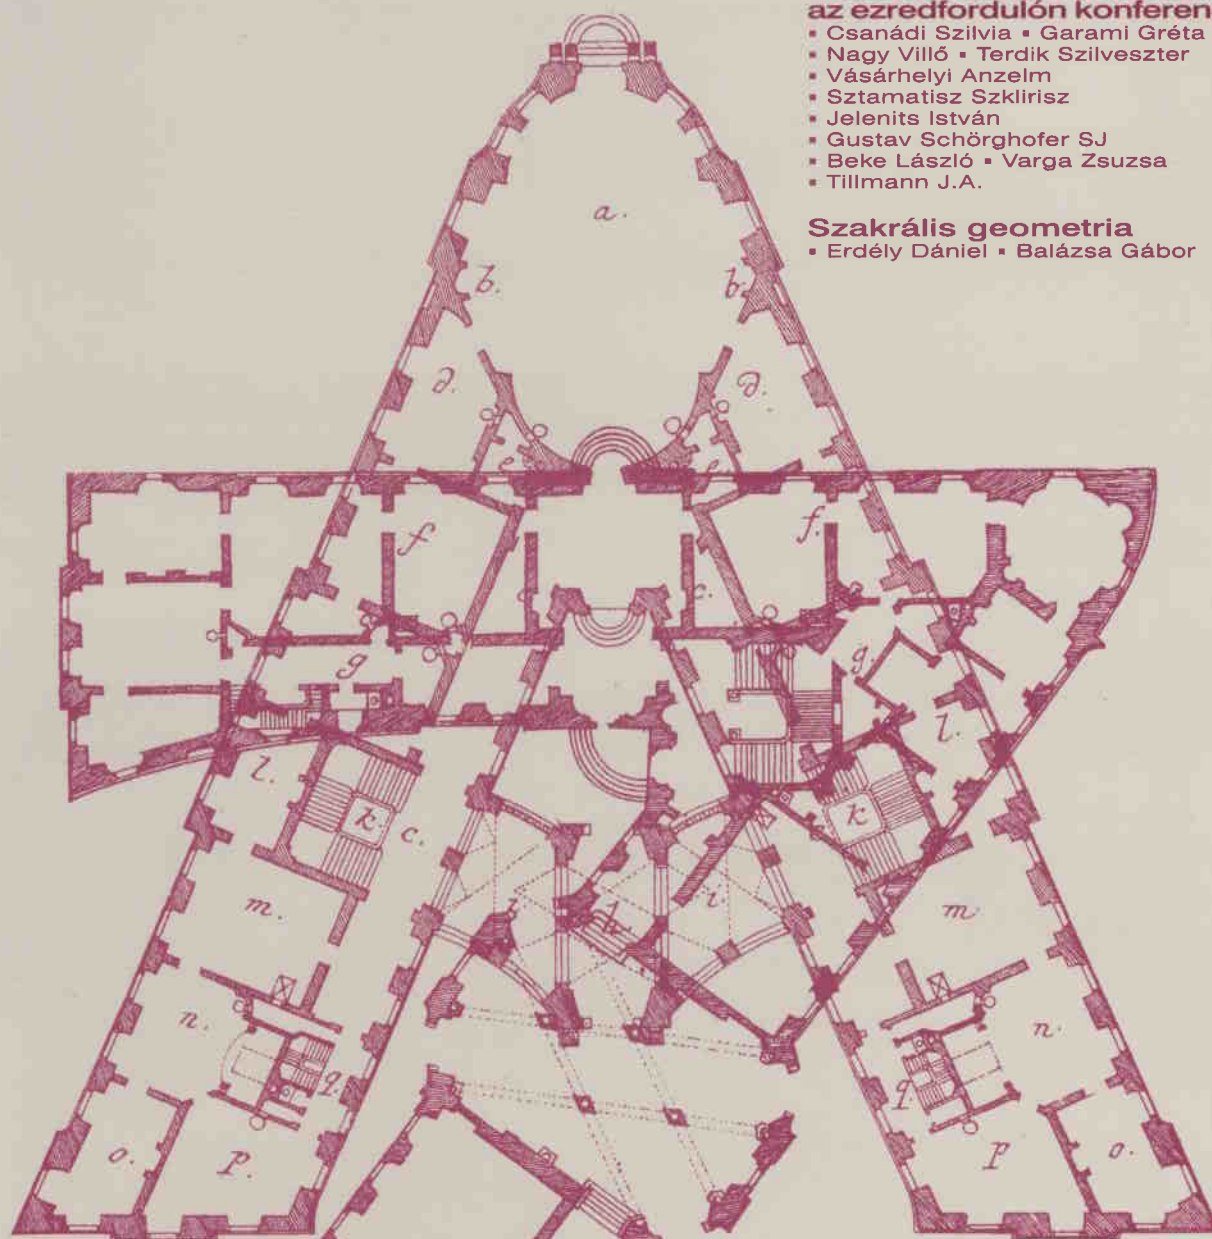 az ezredfordulón konferen
▪ Csanádi Szilvia ▪ Garami Gréta
▪ Nagy Villő ▪ Terdik Szilveszter
▪ Vásárhelyi Anzelm
▪ Sztamatisz Szklirisz
▪ Jelenits István
▪ Gustav Schörghofer SJ
▪ Beke László ▪ Varga Zsuzsa
▪ Tillmann J.A.
Szakrális geometria
▪ Erdély Dániel ▪ Balázsa Gábor
a.
b. b.
d. d.
e e
f f.
c.
g g
l. l.
k. c. k
m. m
i i.
n. n.
q. q.
o. p. p o.